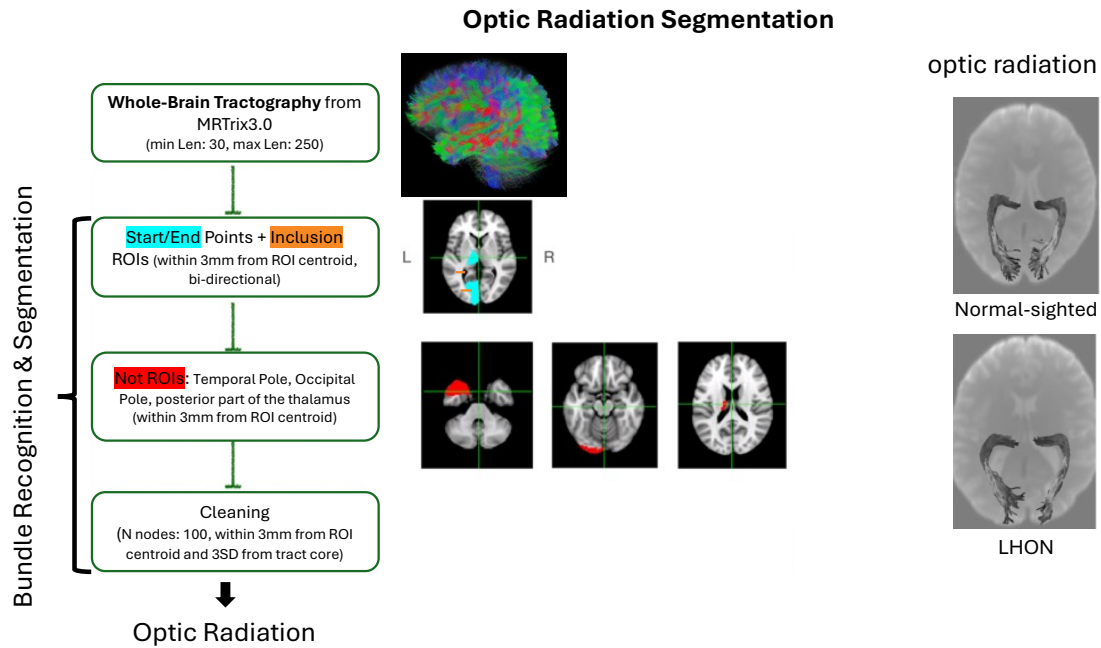 Optic Radiation Segmentation
Whole-Brain Tractography from
MRTrix3.0
(min Len: 30, max Len: 250)
Bundle Recognition & Segmentation
Start/End Points + Inclusion
ROIs (within 3mm from ROI centroid,
bi-directional)
L
R
Not ROIs: Temporal Pole, Occipital
Pole, posterior part of the thalamus
(within 3mm from ROI centroid)
Cleaning
(N nodes: 100, within 3mm from ROI
centroid and 3SD from tract core)
Optic Radiation
optic radiation
Normal-sighted
LHON